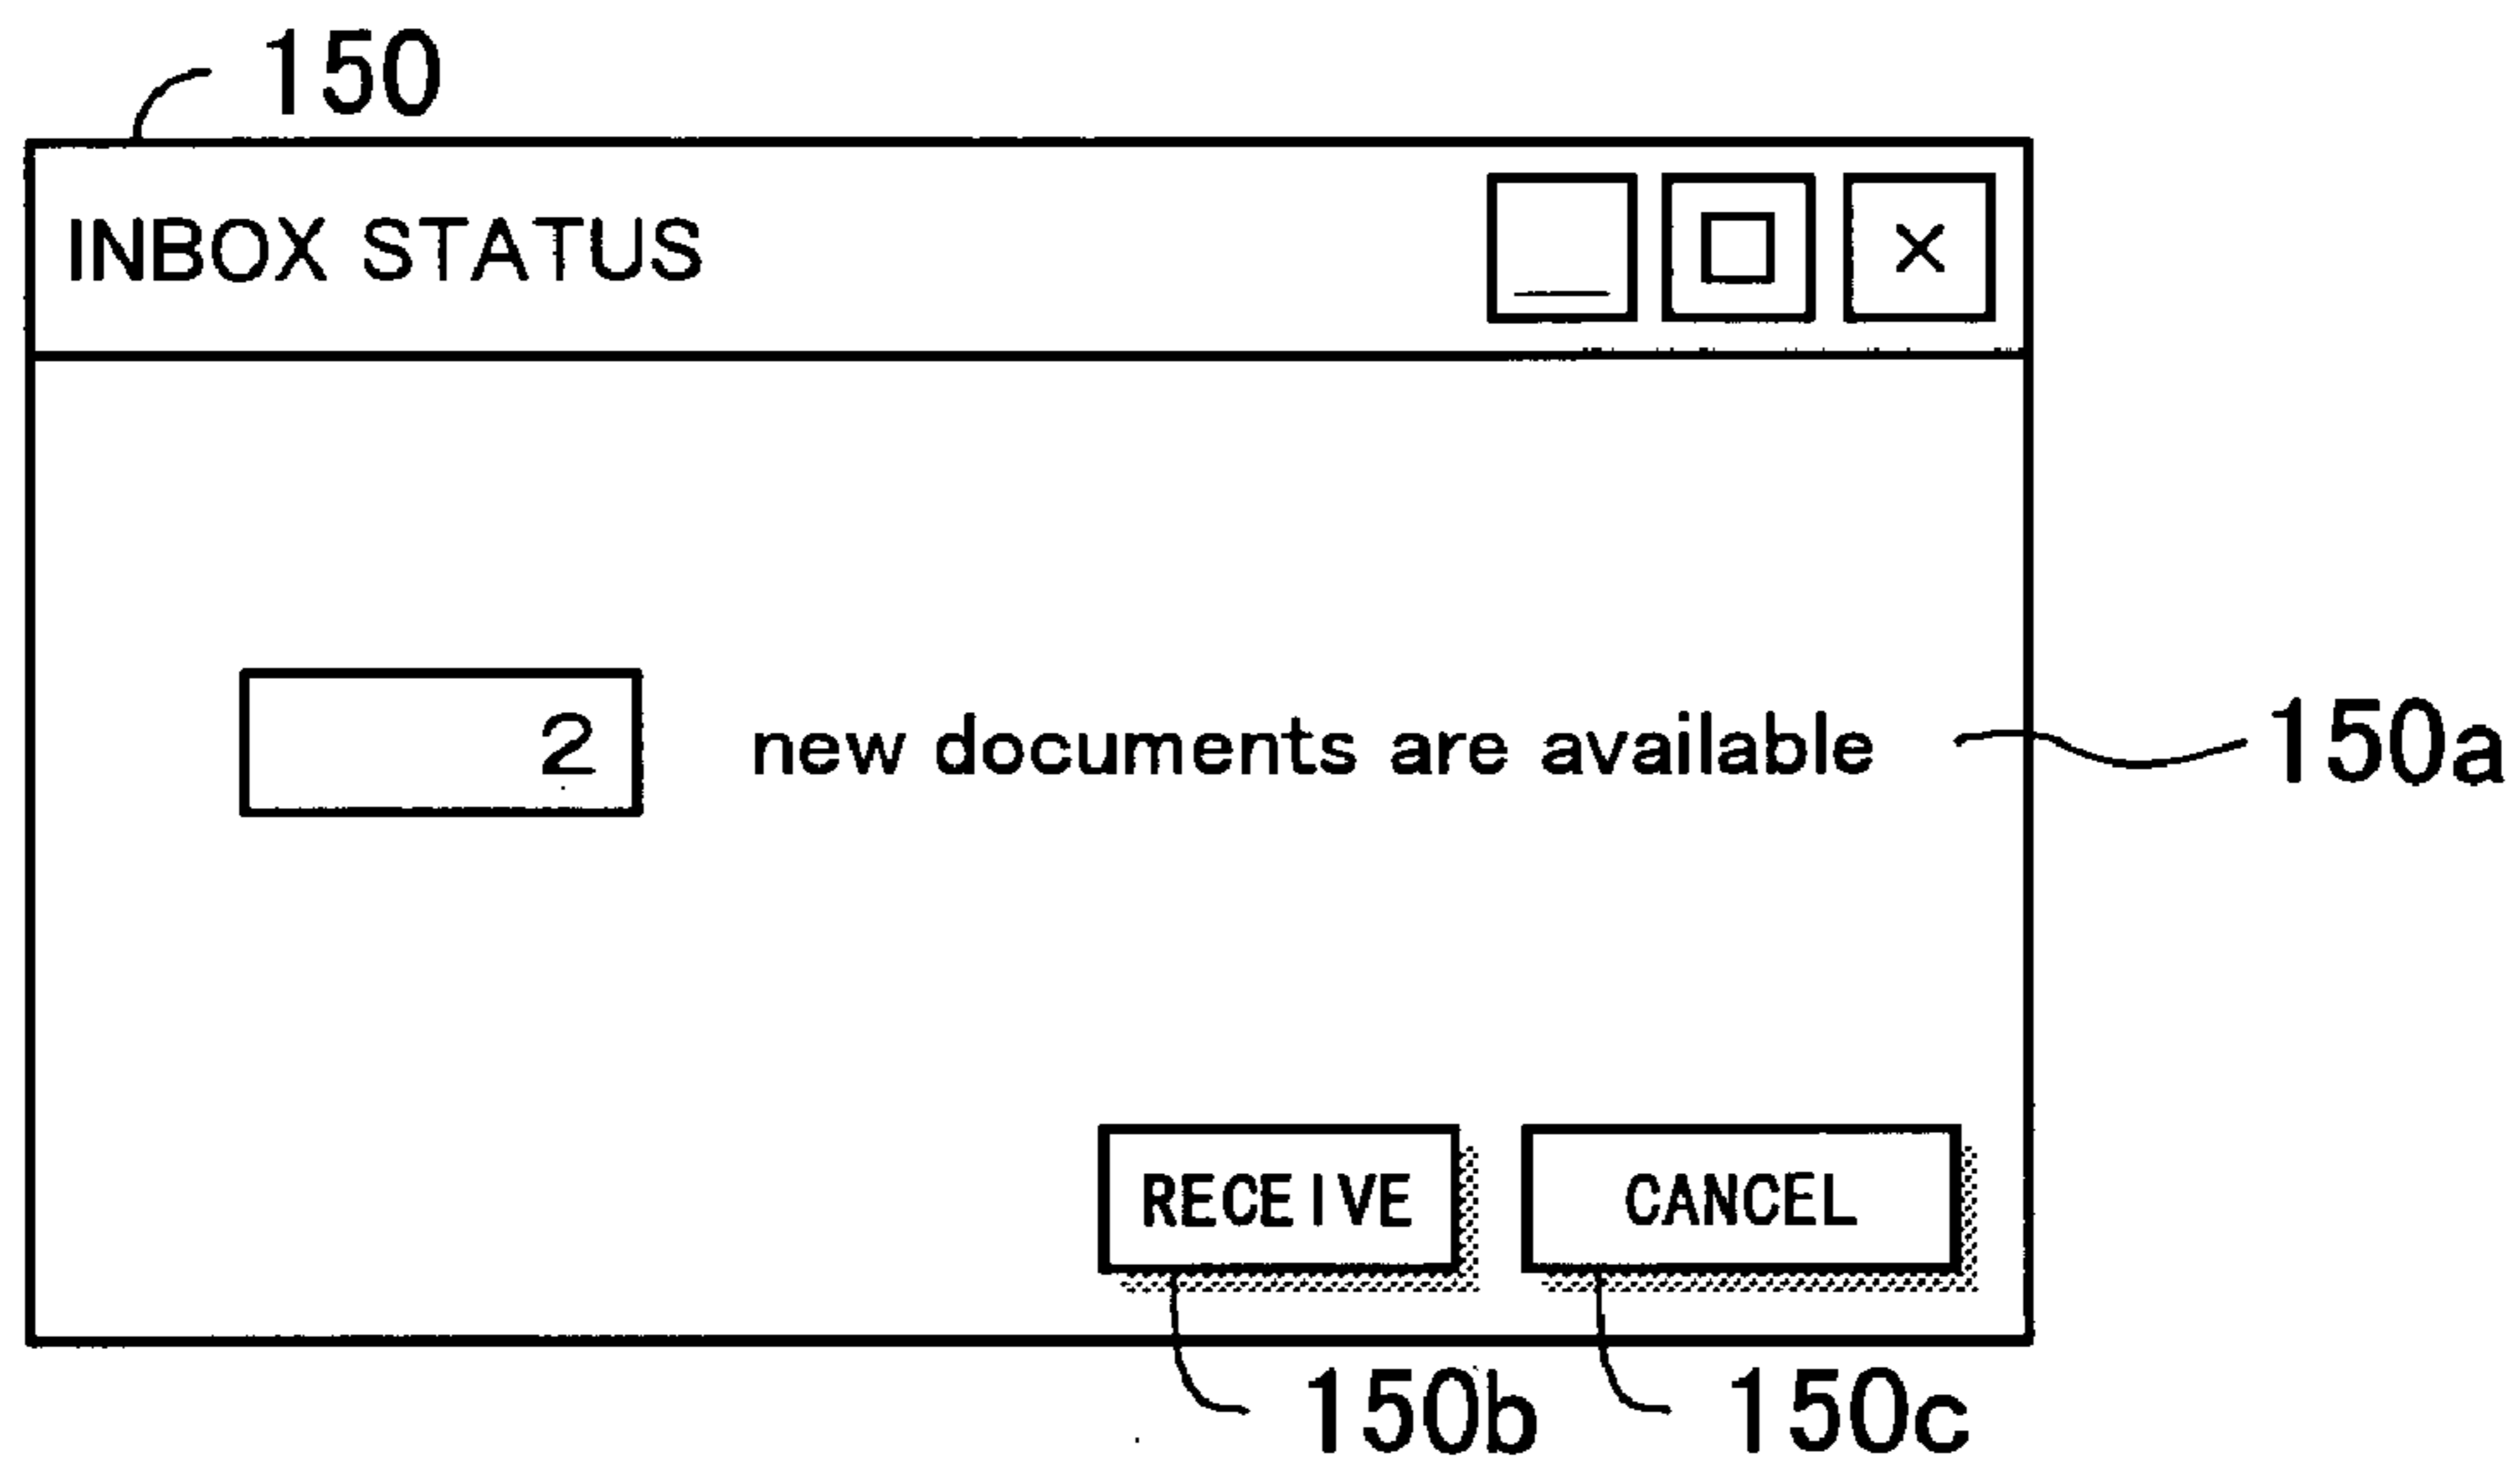 150
INBOX STATUS
2 new documents are available
150a
RECEIVE CANCEL
150b 150c